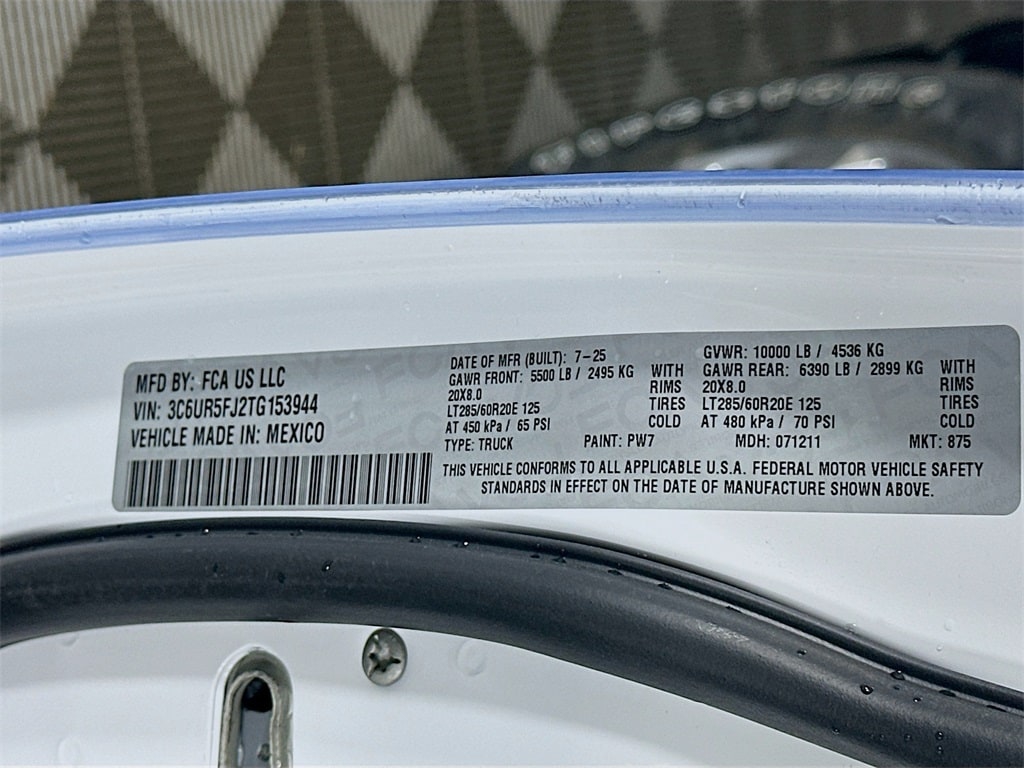 Firestone
MFD BY: FCA US LLC
VIN: 3C6UR5FJ2TG153944
VEHICLE MADE IN: MEXICO
DATE OF MFR (BUILT): 7-25
GAWR FRONT: 5500 LB / 2495 KG WITH
20X8.0 RIMS
LT285/60R20E 125 TIRES
AT 450 kPa / 65 PSI COLD
TYPE: TRUCK PAINT: PW7
GVWR: 10000 LB / 4536 KG
GAWR REAR: 6390 LB / 2899 KG WITH
20X8.0 RIMS
LT285/60R20E 125 TIRES
AT 480 kPa / 70 PSI COLD
MDH: 071211 MKT: 875
THIS VEHICLE CONFORMS TO ALL APPLICABLE U.S.A. FEDERAL MOTOR VEHICLE SAFETY
STANDARDS IN EFFECT ON THE DATE OF MANUFACTURE SHOWN ABOVE.